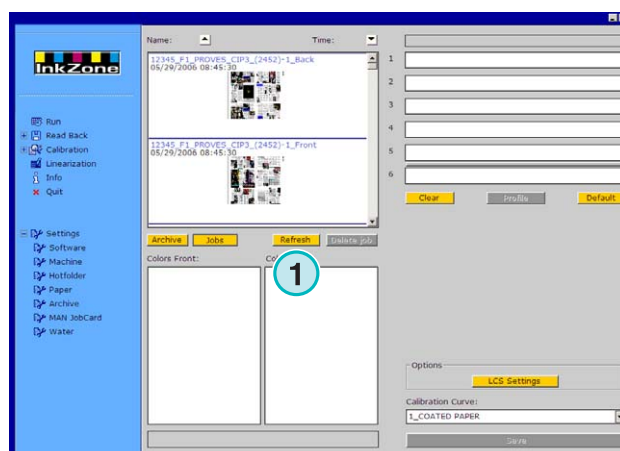 InkZone
Run
Read Back
Calibration
Linearization
Info
Quit
Settings
Software
Machine
Hotfolder
Paper
Archive
MAN JobCard
Water
Name:
Time:
12345_F1_PROVES_CIP3_(2452)-1_Back
05/29/2006 08:45:30
12345_F1_PROVES_CIP3_(2452)-1_Front
05/29/2006 08:45:30
Archive
Jobs
Refresh
Delete job
Colors Front:
1
1
2
3
4
5
6
Clear
Profile
Default
Options
LCS Settings
Calibration Curve:
1_COATED PAPER
Save